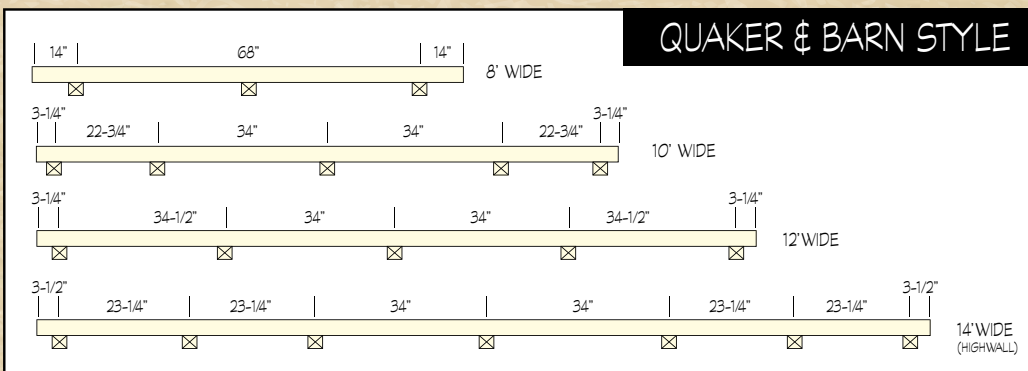 QUAKER & BARN STYLE
14" 68" 14"
8' WIDE
3-1/4" 22-3/4" 34" 34" 22-3/4" 3-1/4"
10' WIDE
3-1/4" 34-1/2" 34" 34" 34-1/2" 3-1/4"
12' WIDE
3-1/2" 23-1/4" 23-1/4" 34" 34" 23-1/4" 23-1/4" 3-1/2"
14' WIDE
(HIGHWALL)